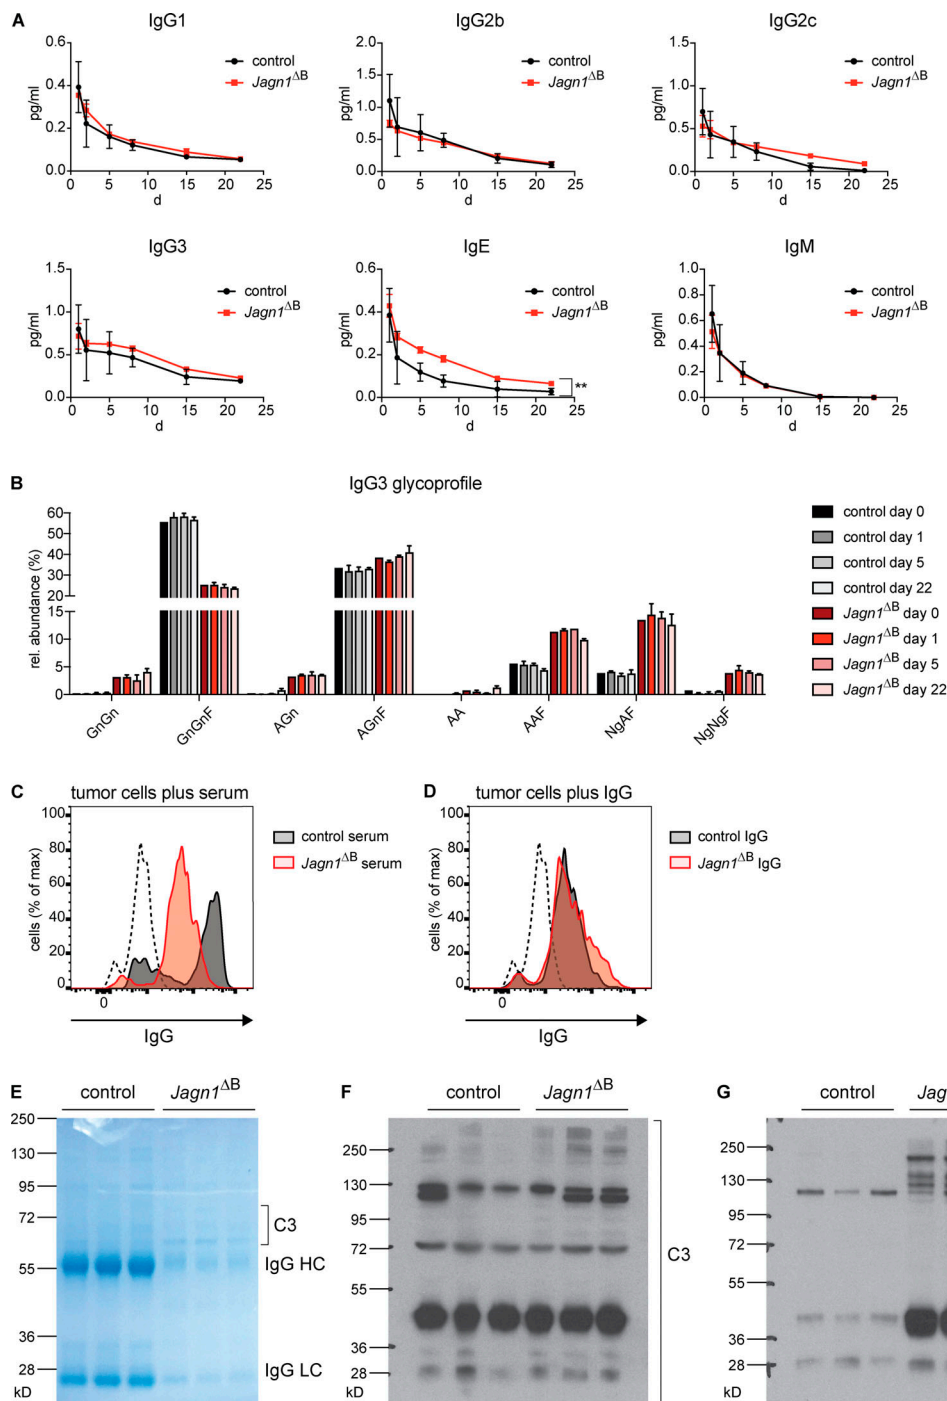 A
IgG1
IgG2b
IgG2c
control
Jagn1ΔB
control
Jagn1ΔB
control
Jagn1ΔB
pg/ml
0.6
0.4
0.2
0.0
0 5 10 15 20 25
d
pg/ml
1.5
1.0
0.5
0.0
0 5 10 15 20 25
d
pg/ml
1.5
1.0
0.5
0.0
0 5 10 15 20 25
d
IgG3
IgE
IgM
control
Jagn1ΔB
control
Jagn1ΔB
control
Jagn1ΔB
pg/ml
1.5
1.0
0.5
0.0
0 5 10 15 20 25
d
pg/ml
0.6
0.4
0.2
0.0
**
0 5 10 15 20 25
d
pg/ml
1.0
0.8
0.6
0.4
0.2
0.0
0 5 10 15 20 25
d
B
IgG3 glycoprofile
rel. abundance (%)
60
50
40
30
20
15
10
5
0
GnGn
GnGnF
AGn
AGnF
AA
AAF
NgAF
NgNgF
control day 0
control day 1
control day 5
control day 22
Jagn1ΔB day 0
Jagn1ΔB day 1
Jagn1ΔB day 5
Jagn1ΔB day 22
C
tumor cells plus serum
cells (% of max)
100
80
60
40
20
0
0
IgG
control serum
Jagn1ΔB serum
D
tumor cells plus IgG
cells (% of max)
100
80
60
40
20
0
0
IgG
control IgG
Jagn1ΔB IgG
E
control
Jagn1ΔB
250
130
95
72
55
36
28
kD
C3
IgG HC
IgG LC
F
control
Jagn1ΔB
250
130
95
72
55
36
28
kD
C3
G
control
Jag
250
130
95
72
55
36
28
kD